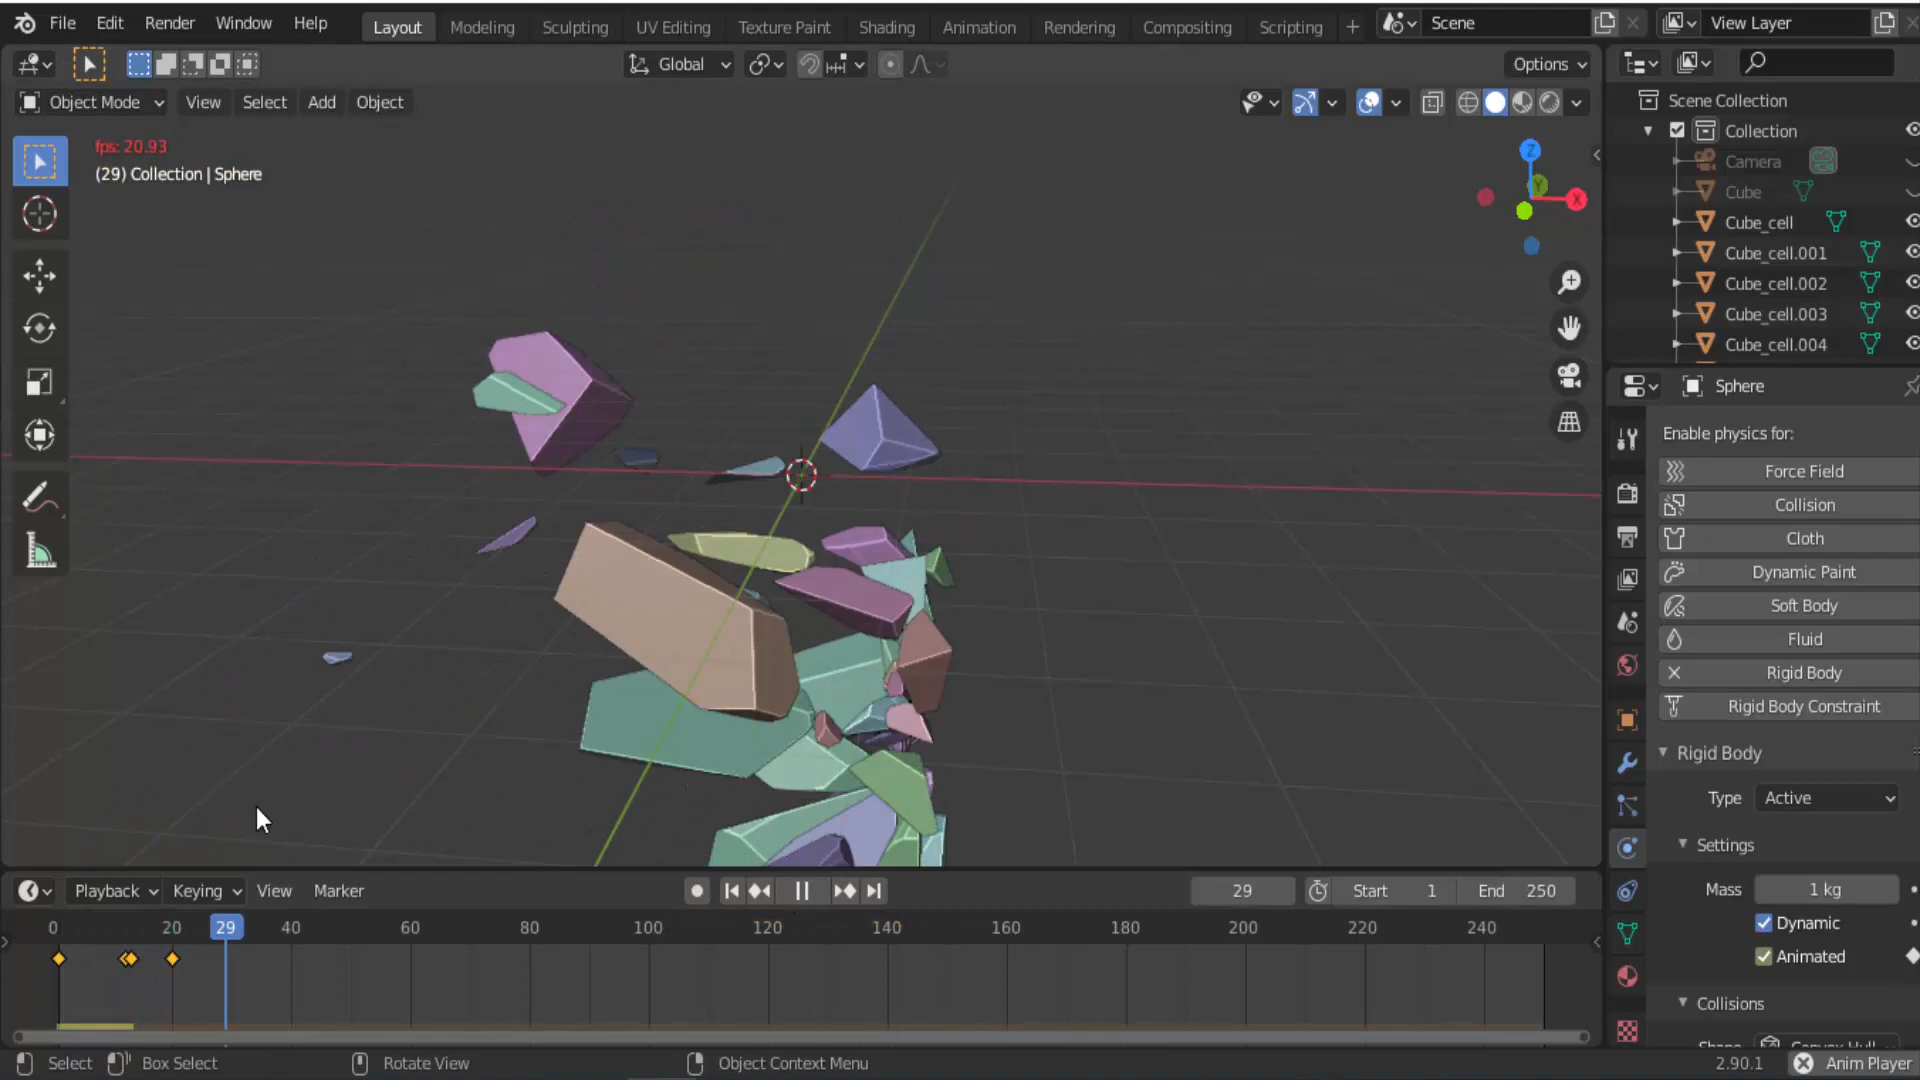 File Edit Render Window Help Layout Modeling Sculpting UV Editing Texture Paint Shading Animation Rendering Compositing Scripting + Scene View Layer
Global Options
Object Mode View Select Add Object
fps: 20.93
(29) Collection | Sphere
Z
Y
X
Scene Collection
Collection
Camera
Cube
Cube_cell
Cube_cell.001
Cube_cell.002
Cube_cell.003
Cube_cell.004
Sphere
Enable physics for:
Force Field
Collision
Cloth
Dynamic Paint
Soft Body
Fluid
Rigid Body
Rigid Body Constraint
Rigid Body
Type Active
Settings
Mass 1 kg
Dynamic
Animated
Collisions
Shape Convex Hull
Playback Keying View Marker 29 Start 1 End 250
0 20 29 40 60 80 100 120 140 160 180 200 220 240
Select Box Select Rotate View Object Context Menu 2.90.1 Anim Player